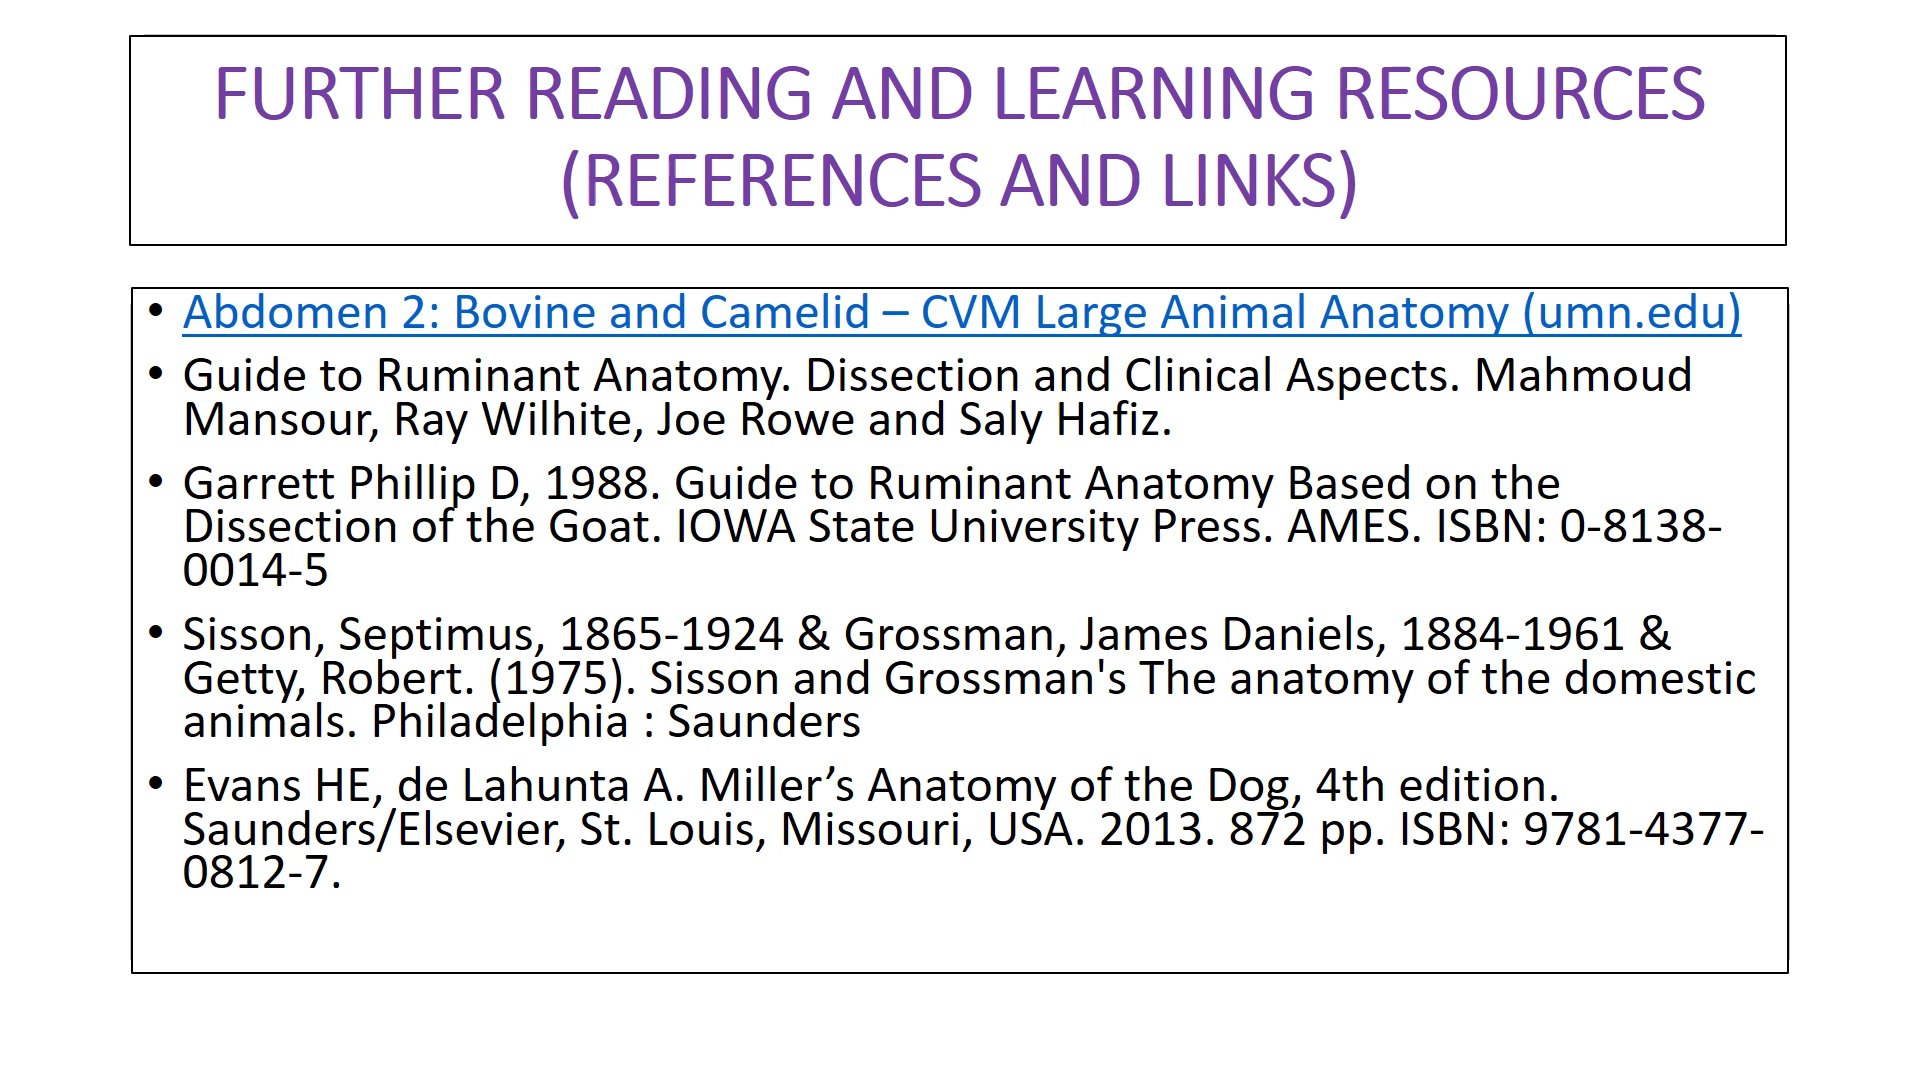 FURTHER READING AND LEARNING RESOURCES
(REFERENCES AND LINKS)
• Abdomen 2: Bovine and Camelid – CVM Large Animal Anatomy (umn.edu)
• Guide to Ruminant Anatomy. Dissection and Clinical Aspects. Mahmoud
Mansour, Ray Wilhite, Joe Rowe and Saly Hafiz.
• Garrett Phillip D, 1988. Guide to Ruminant Anatomy Based on the
Dissection of the Goat. IOWA State University Press. AMES. ISBN: 0-8138-
0014-5
• Sisson, Septimus, 1865-1924 & Grossman, James Daniels, 1884-1961 &
Getty, Robert. (1975). Sisson and Grossman's The anatomy of the domestic
animals. Philadelphia : Saunders
• Evans HE, de Lahunta A. Miller’s Anatomy of the Dog, 4th edition.
Saunders/Elsevier, St. Louis, Missouri, USA. 2013. 872 pp. ISBN: 9781-4377-
0812-7.